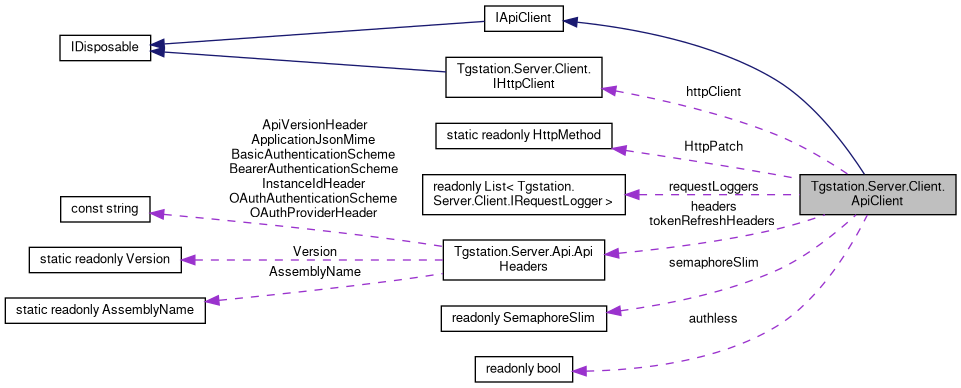 IApiClient
IDisposable
Tgstation.Server.Client.
IHttpClient
httpClient
ApiVersionHeader
ApplicationJsonMime
BasicAuthenticationScheme
BearerAuthenticationScheme
InstanceIdHeader
OAuthAuthenticationScheme
OAuthProviderHeader
static readonly HttpMethod
HttpPatch
readonly List< Tgstation.
Server.Client.IRequestLogger >
requestLoggers
Tgstation.Server.Client.
ApiClient
const string
headers
tokenRefreshHeaders
static readonly Version
Version
Tgstation.Server.Api.Api
Headers
semaphoreSlim
AssemblyName
static readonly AssemblyName
readonly SemaphoreSlim
authless
readonly bool